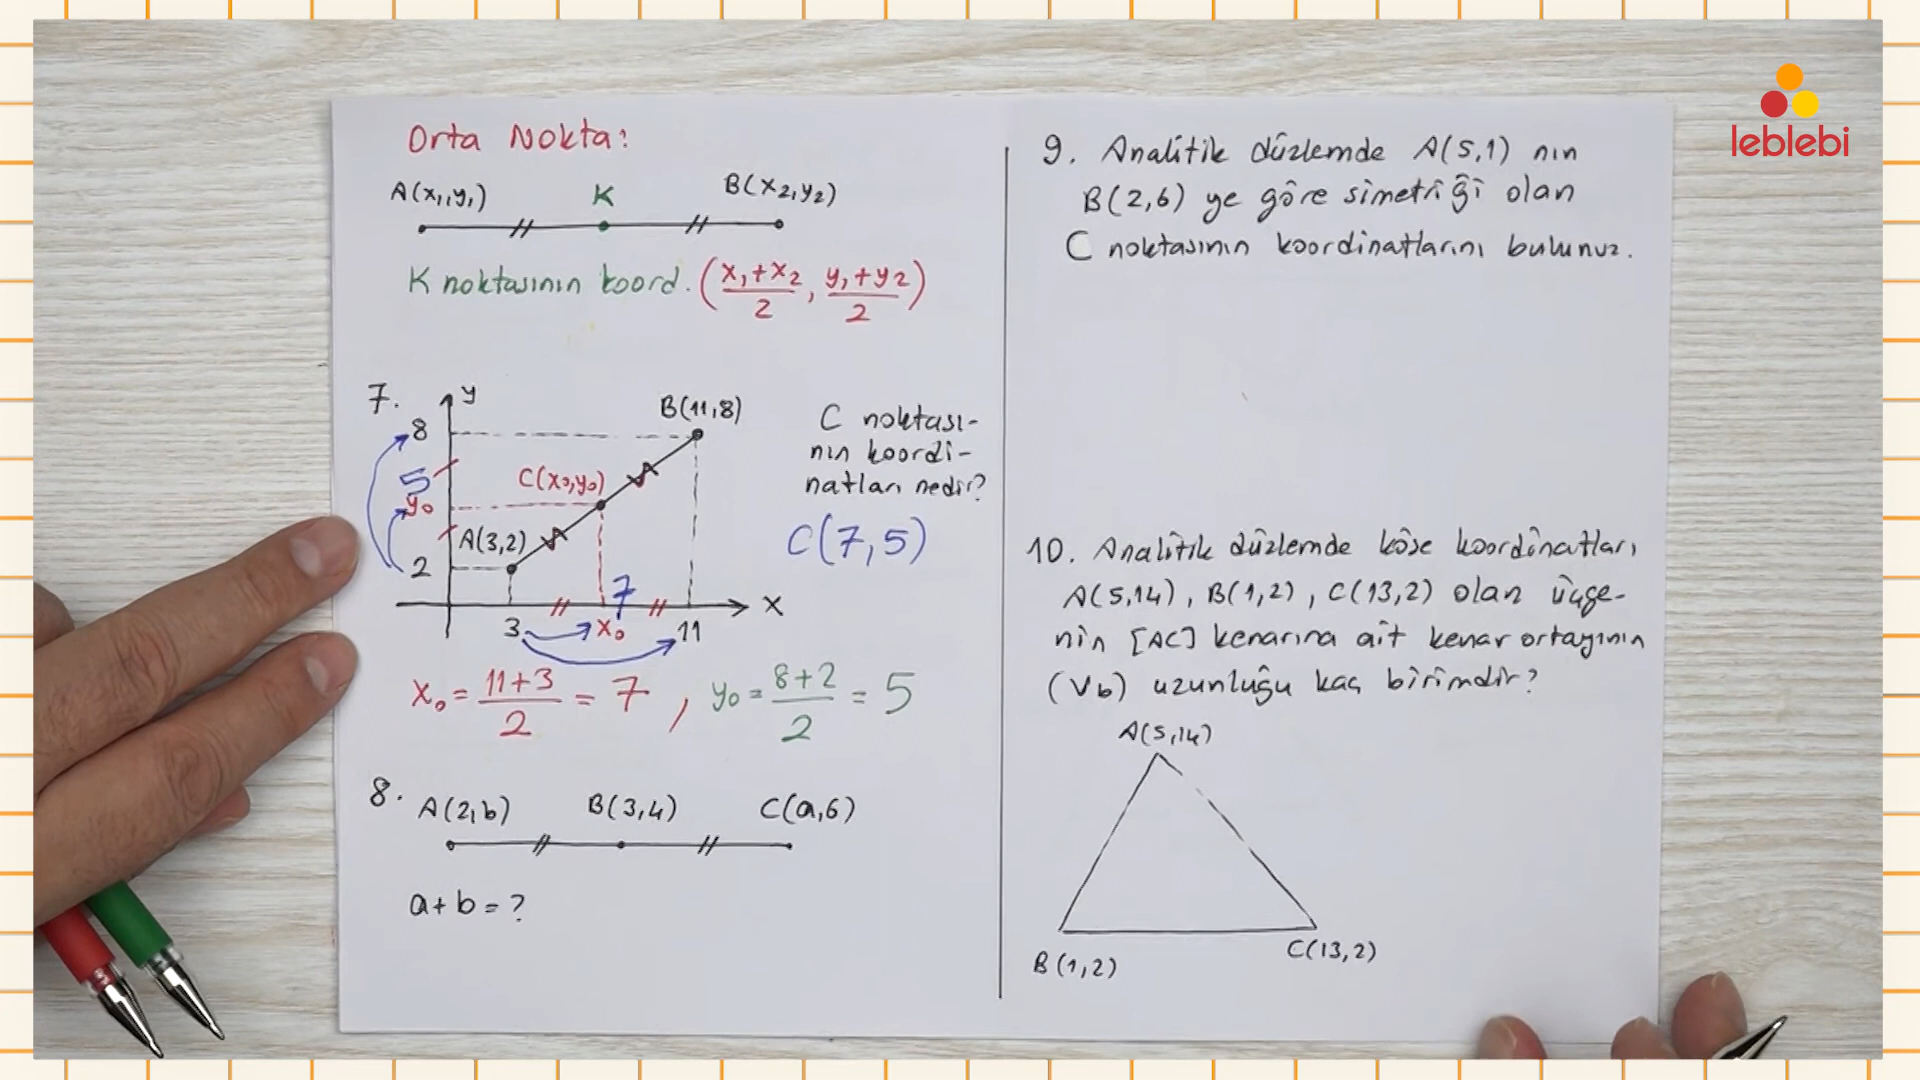 leblebi
Orta Nokta:
A(x₁,y₁) K B(x₂,y₂)
K noktasının koord. (x₁+x₂/2, y₁+y₂/2)
7.
y
8
5
y₀
2
B(11,8)
C(x₀,y₀)
A(3,2)
7
3 x₀ 11
x
C noktası-
nın koordi-
natları nedir?
C(7,5)
x₀ = 11+3/2 = 7 , y₀ = 8+2/2 = 5
8. A(2,b) B(3,4) C(a,6)
a+b=?
9. Analitik düzlemde A(5,1) nın
B(2,6) ye göre simetriği olan
C noktasının koordinatlarını bulunuz.
10. Analitik düzlemde köşe koordinatları
A(5,14), B(1,2), C(13,2) olan üçge-
nin [AC] kenarına ait kenarortayının
(Vb) uzunluğu kaç birimdir?
A(5,14)
B(1,2)
C(13,2)